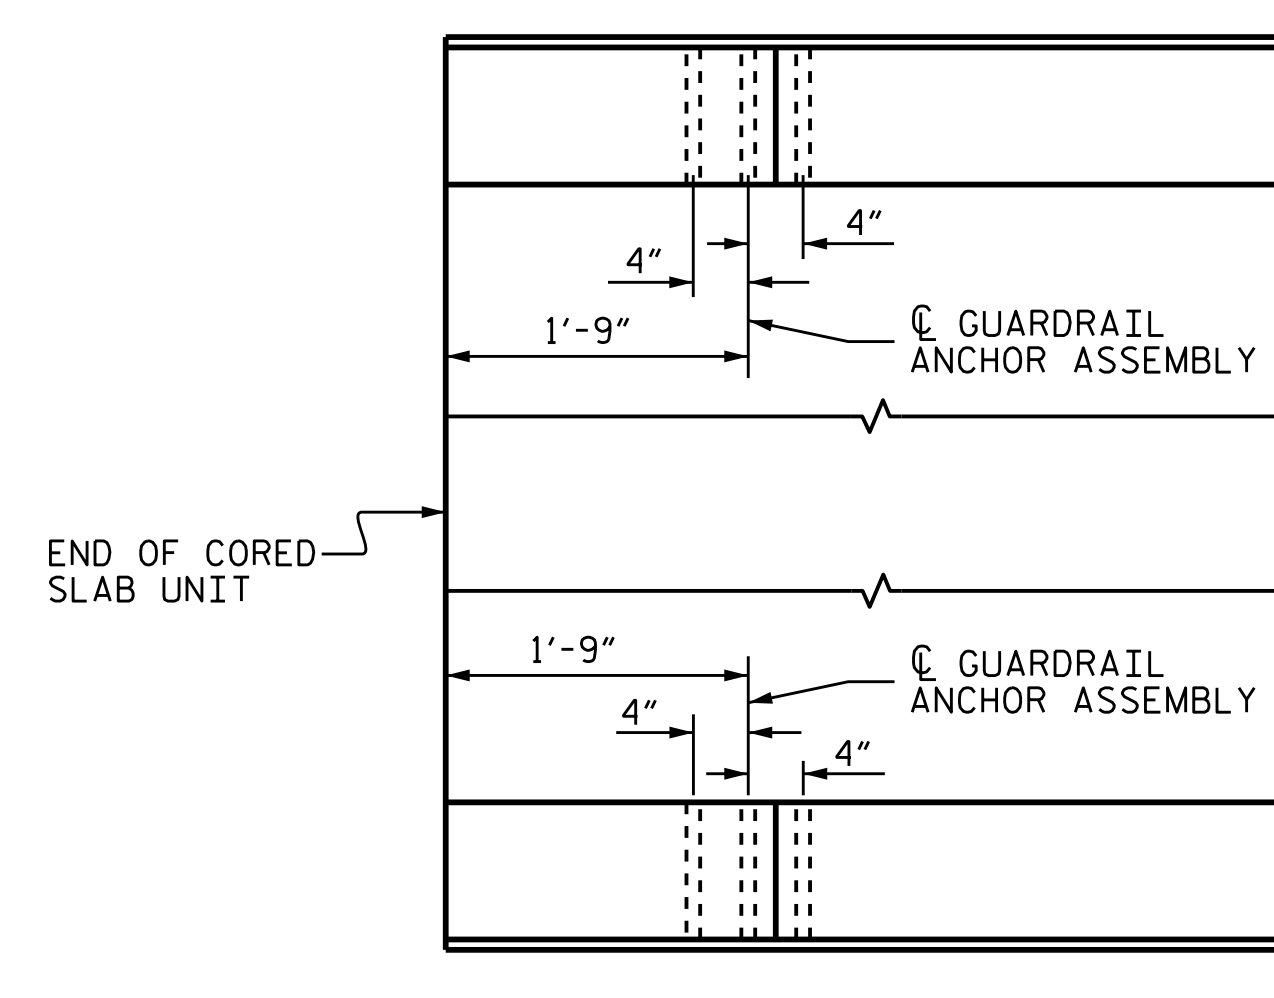 4"
4"
1'-9"
℄ GUARDRAIL
ANCHOR ASSEMBLY
END OF CORED
SLAB UNIT
1'-9"
℄ GUARDRAIL
ANCHOR ASSEMBLY
4"
4"